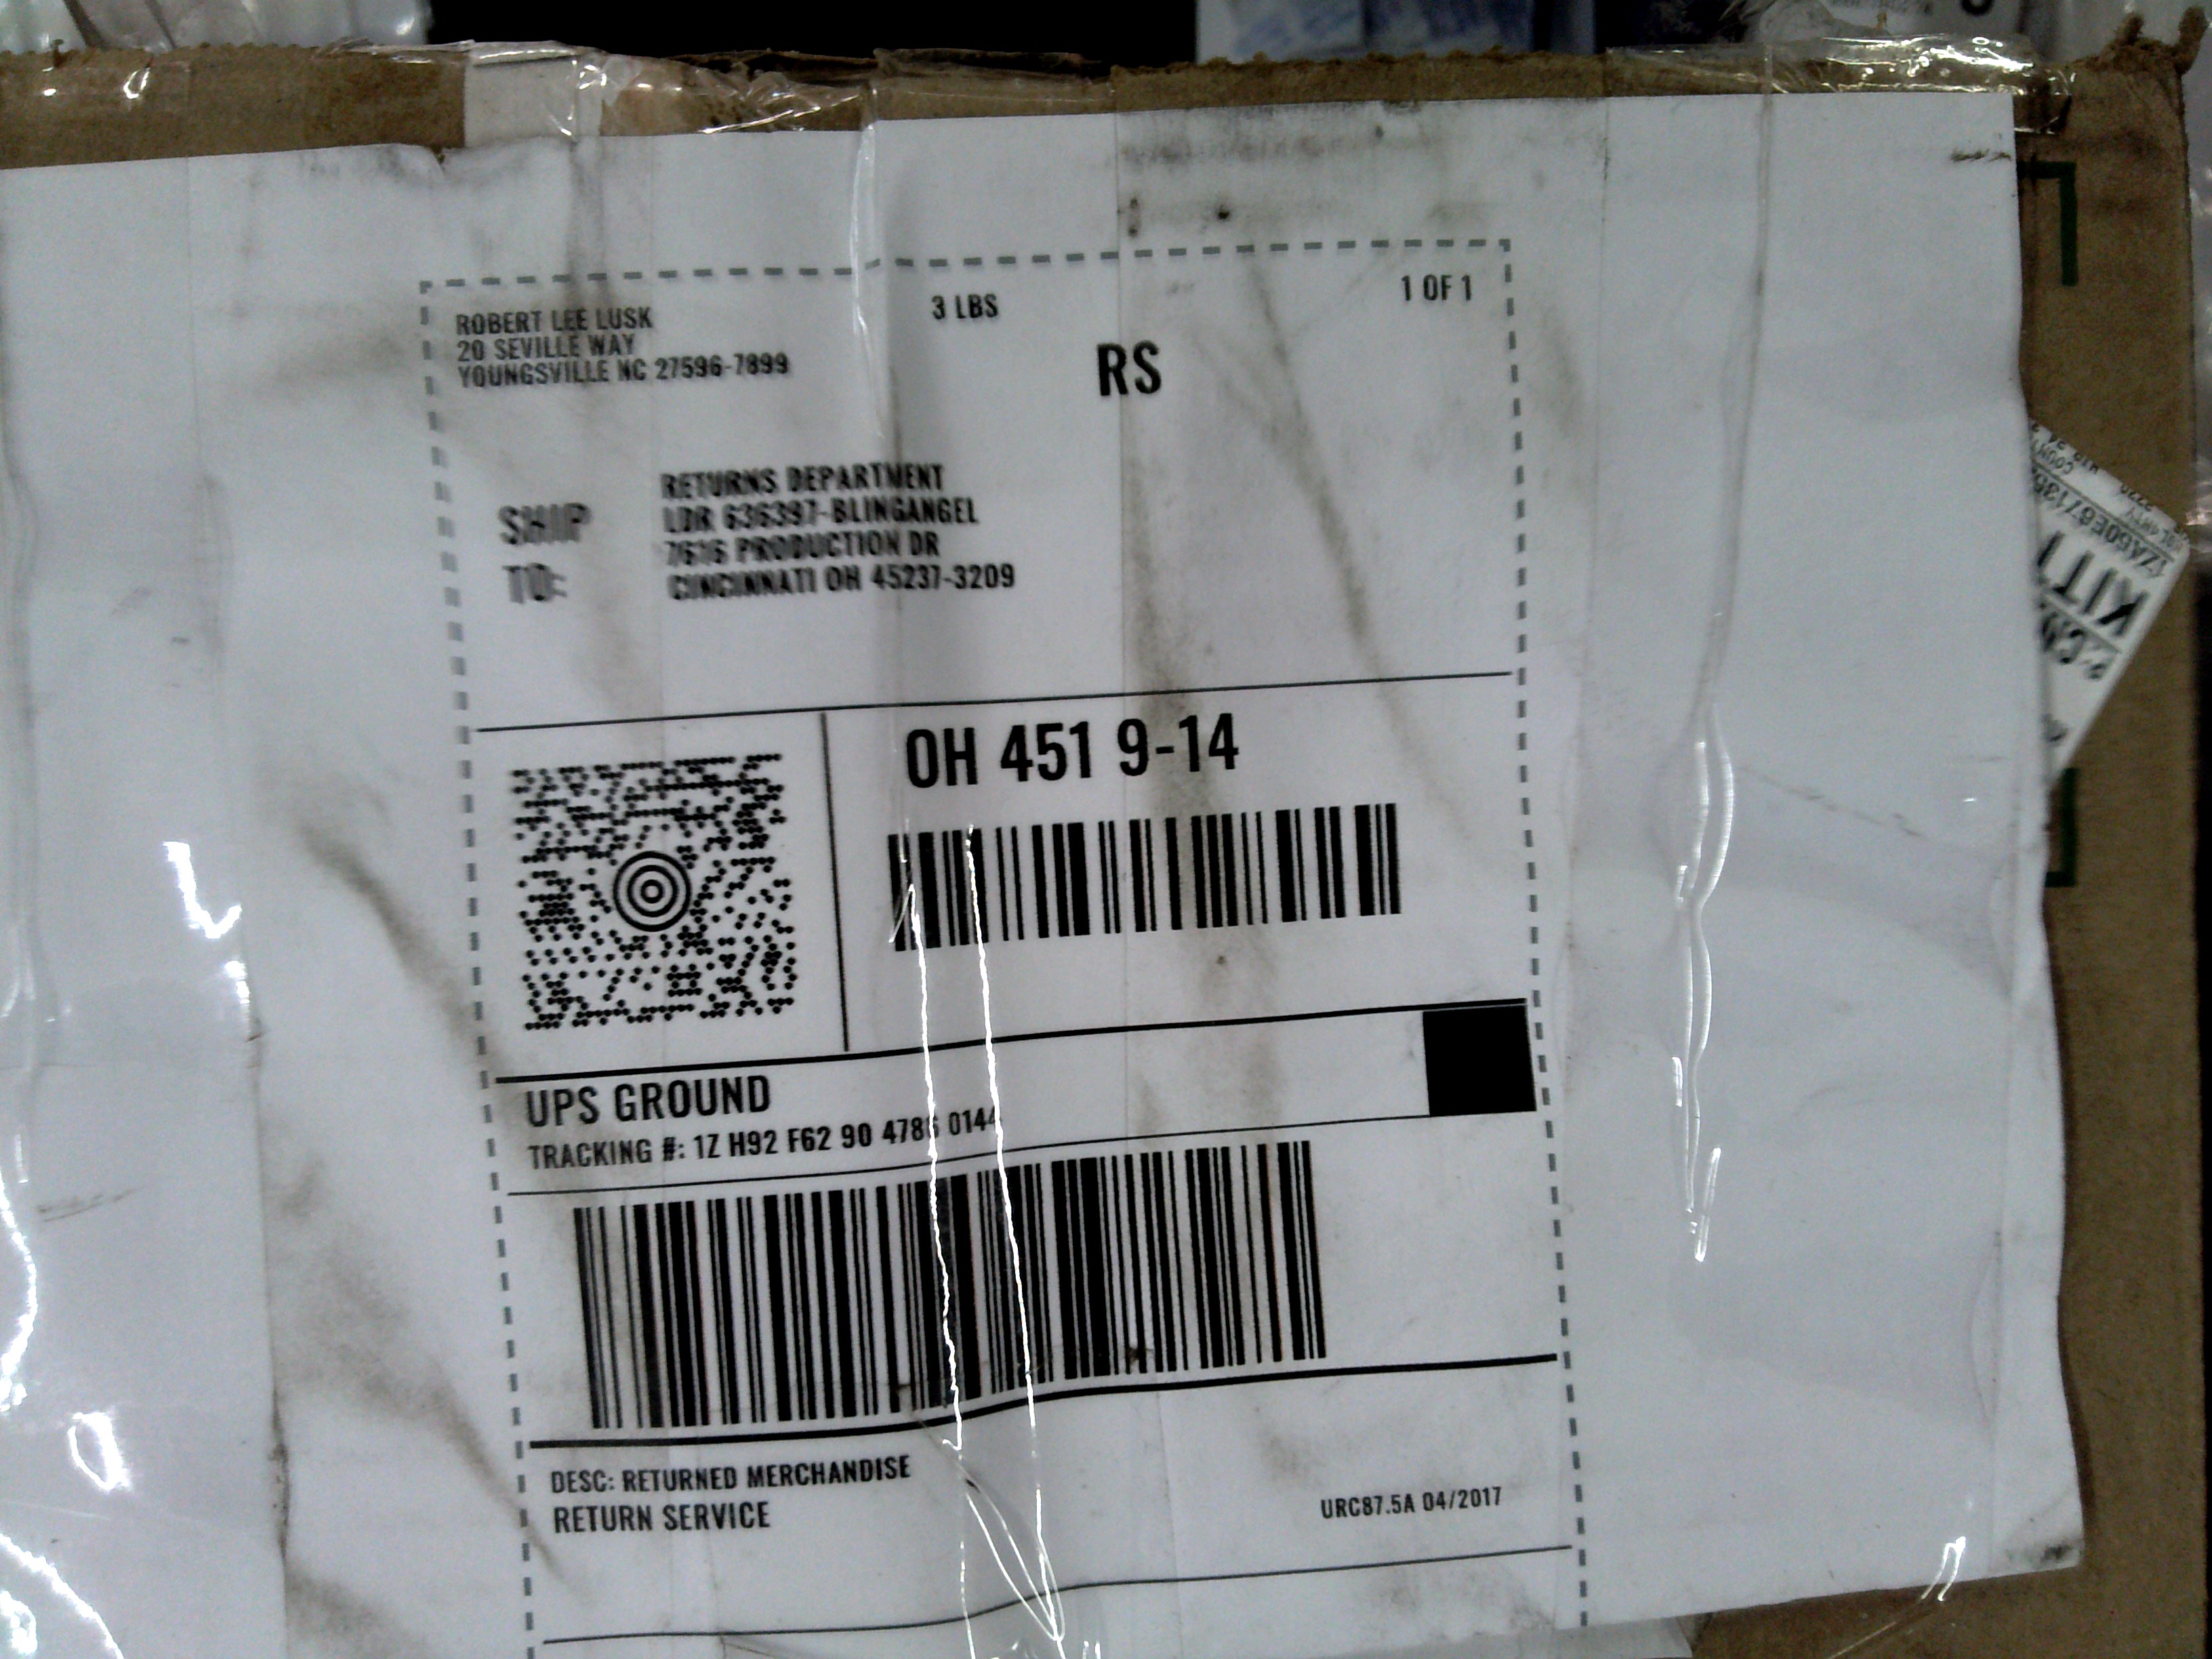 ROBERT LEE LUSK
20 SEVILLE WAY
YOUNGSVILLE NC 27596-7899
3 LBS
1 OF 1
RS
SHIP
TO:
RETURNS DEPARTMENT
LDR 636397-BLINGANGEL
7616 PRODUCTION DR
CINCINNATI OH 45237-3209
OH 451 9-14
UPS GROUND
TRACKING #: 1Z H92 F62 90 4786 0144
DESC: RETURNED MERCHANDISE
RETURN SERVICE
URC87.5A 04/2017